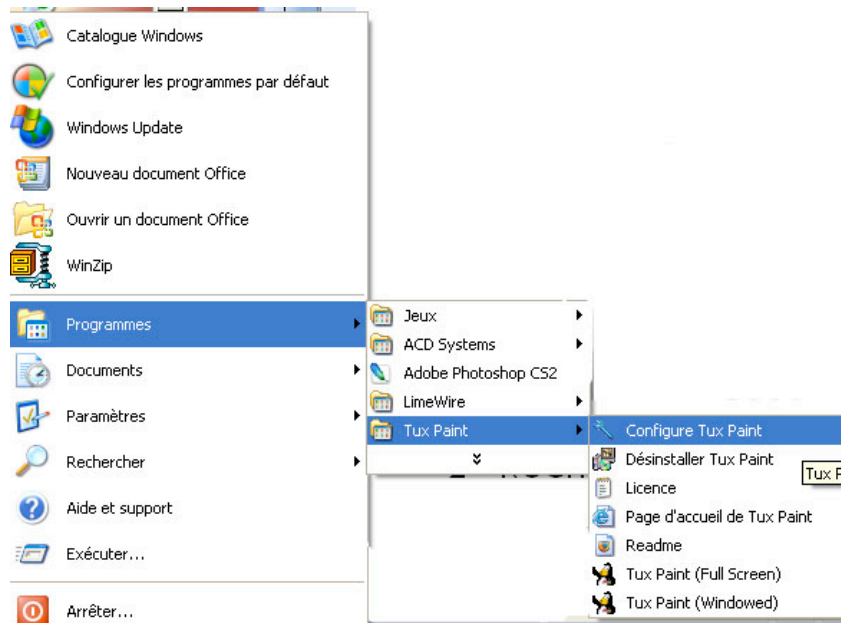 Catalogue Windows
Configurer les programmes par défaut
Windows Update
Nouveau document Office
Ouvrir un document Office
WinZip
Programmes
Documents
Paramètres
Rechercher
Aide et support
Exécuter...
Arrêter...
Jeux
ACD Systems
Adobe Photoshop CS2
LimeWire
Tux Paint
Configure Tux Paint
Désinstaller Tux Paint
Licence
Page d'accueil de Tux Paint
Readme
Tux Paint (Full Screen)
Tux Paint (Windowed)
Tux